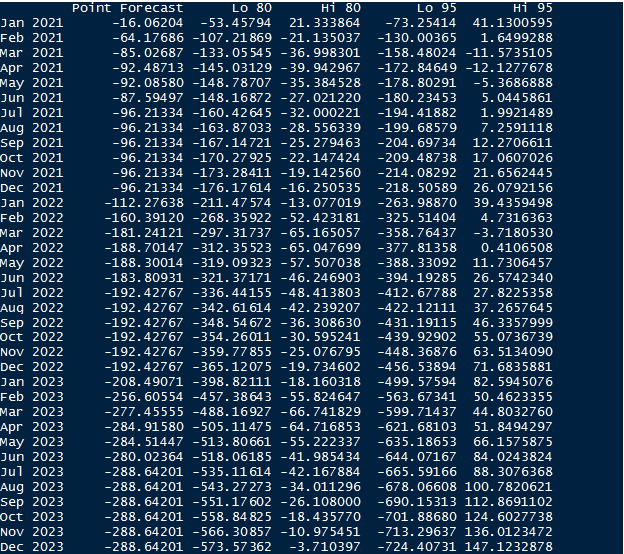 Point Forecast Lo 80 Hi 80 Lo 95 Hi 95
Jan 2021 -16.06204 -53.45794 21.333864 -73.25414 41.1300595
Feb 2021 -64.17686 -107.21869 -21.135037 -130.00365 1.6499288
Mar 2021 -85.02687 -133.05545 -36.998301 -158.48024 -11.5735105
Apr 2021 -92.48713 -145.03129 -39.942967 -172.84649 -12.1277678
May 2021 -92.08580 -148.78707 -35.384528 -178.80291 -5.3686888
Jun 2021 -87.59497 -148.16872 -27.021220 -180.23453 5.0445861
Jul 2021 -96.21334 -160.42645 -32.000221 -194.41882 1.9921489
Aug 2021 -96.21334 -163.87033 -28.556339 -199.68579 7.2591118
Sep 2021 -96.21334 -167.14721 -25.279463 -204.69734 12.2706611
Oct 2021 -96.21334 -170.27925 -22.147424 -209.48738 17.0607026
Nov 2021 -96.21334 -173.28411 -19.142560 -214.08292 21.6562445
Dec 2021 -96.21334 -176.17614 -16.250535 -218.50589 26.0792156
Jan 2022 -112.27638 -211.47574 -13.077019 -263.98870 39.4359498
Feb 2022 -160.39120 -268.35922 -52.423181 -325.51404 4.7316363
Mar 2022 -181.24121 -297.31737 -65.165057 -358.76437 -3.7180530
Apr 2022 -188.70147 -312.35523 -65.047699 -377.81358 0.4106508
May 2022 -188.30014 -319.09323 -57.507038 -388.33092 11.7306457
Jun 2022 -183.80931 -321.37171 -46.246903 -394.19285 26.5742340
Jul 2022 -192.42767 -336.44155 -48.413803 -412.67788 27.8225358
Aug 2022 -192.42767 -342.61614 -42.239207 -422.12111 37.2657645
Sep 2022 -192.42767 -348.54672 -36.308630 -431.19115 46.3357999
Oct 2022 -192.42767 -354.26011 -30.595241 -439.92902 55.0736739
Nov 2022 -192.42767 -359.77855 -25.076795 -448.36876 63.5134090
Dec 2022 -192.42767 -365.12075 -19.734602 -456.53894 71.6835881
Jan 2023 -208.49071 -398.82111 -18.160318 -499.57594 82.5945076
Feb 2023 -256.60554 -457.38643 -55.824647 -563.67341 50.4623355
Mar 2023 -277.45555 -488.16927 -66.741829 -599.71437 44.8032760
Apr 2023 -284.91580 -505.11475 -64.716853 -621.68103 51.8494297
May 2023 -284.51447 -513.80661 -55.222337 -635.18653 66.1575875
Jun 2023 -280.02364 -518.06185 -41.985434 -644.07167 84.0243824
Jul 2023 -288.64201 -535.11614 -42.167884 -665.59166 88.3076368
Aug 2023 -288.64201 -543.27273 -34.011296 -678.06608 100.7820621
Sep 2023 -288.64201 -551.17602 -26.108000 -690.15313 112.8691102
Oct 2023 -288.64201 -558.84825 -18.435770 -701.88680 124.6027738
Nov 2023 -288.64201 -566.30857 -10.975451 -713.29637 136.0123472
Dec 2023 -288.64201 -573.57362 -3.710397 -724.40731 147.1232878